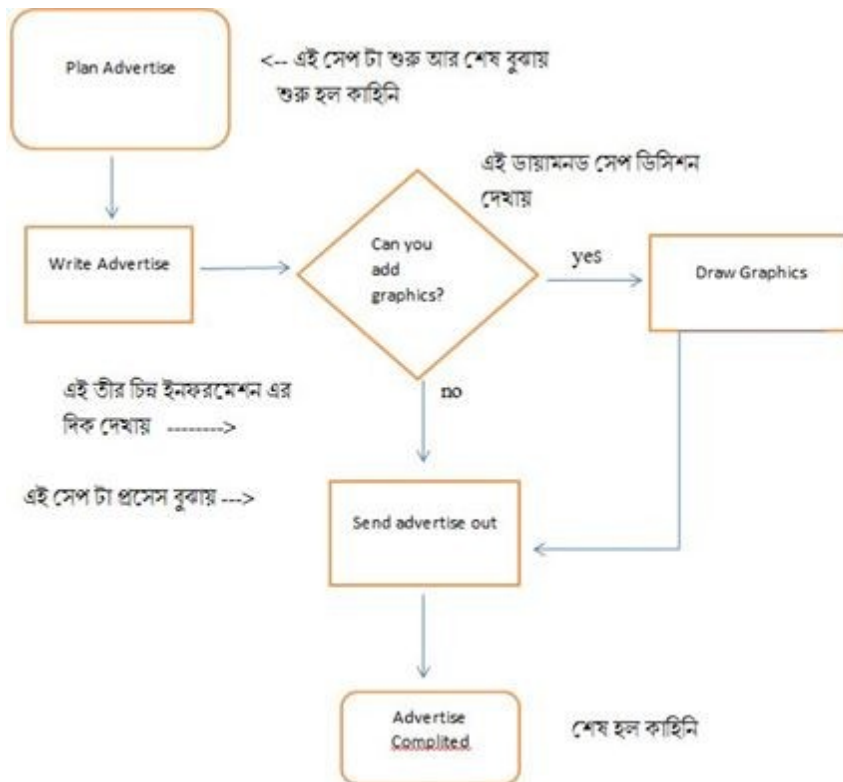 Plan Advertise
<-- এই সেপ টা শুরু আর শেষ বুঝায়
শুরু হল কাহিনি
এই ডায়ামনড সেপ ডিসিশন
দেখায়
Write Advertise
Can you
add
graphics?
yes
Draw Graphics
এই তীর চিন্ন ইনফরমেশন এর
দিক দেখায় -------->
no
এই সেপ টা প্রসেস বুঝায় --->
Send advertise out
Advertise
Complited
শেষ হল কাহিনি